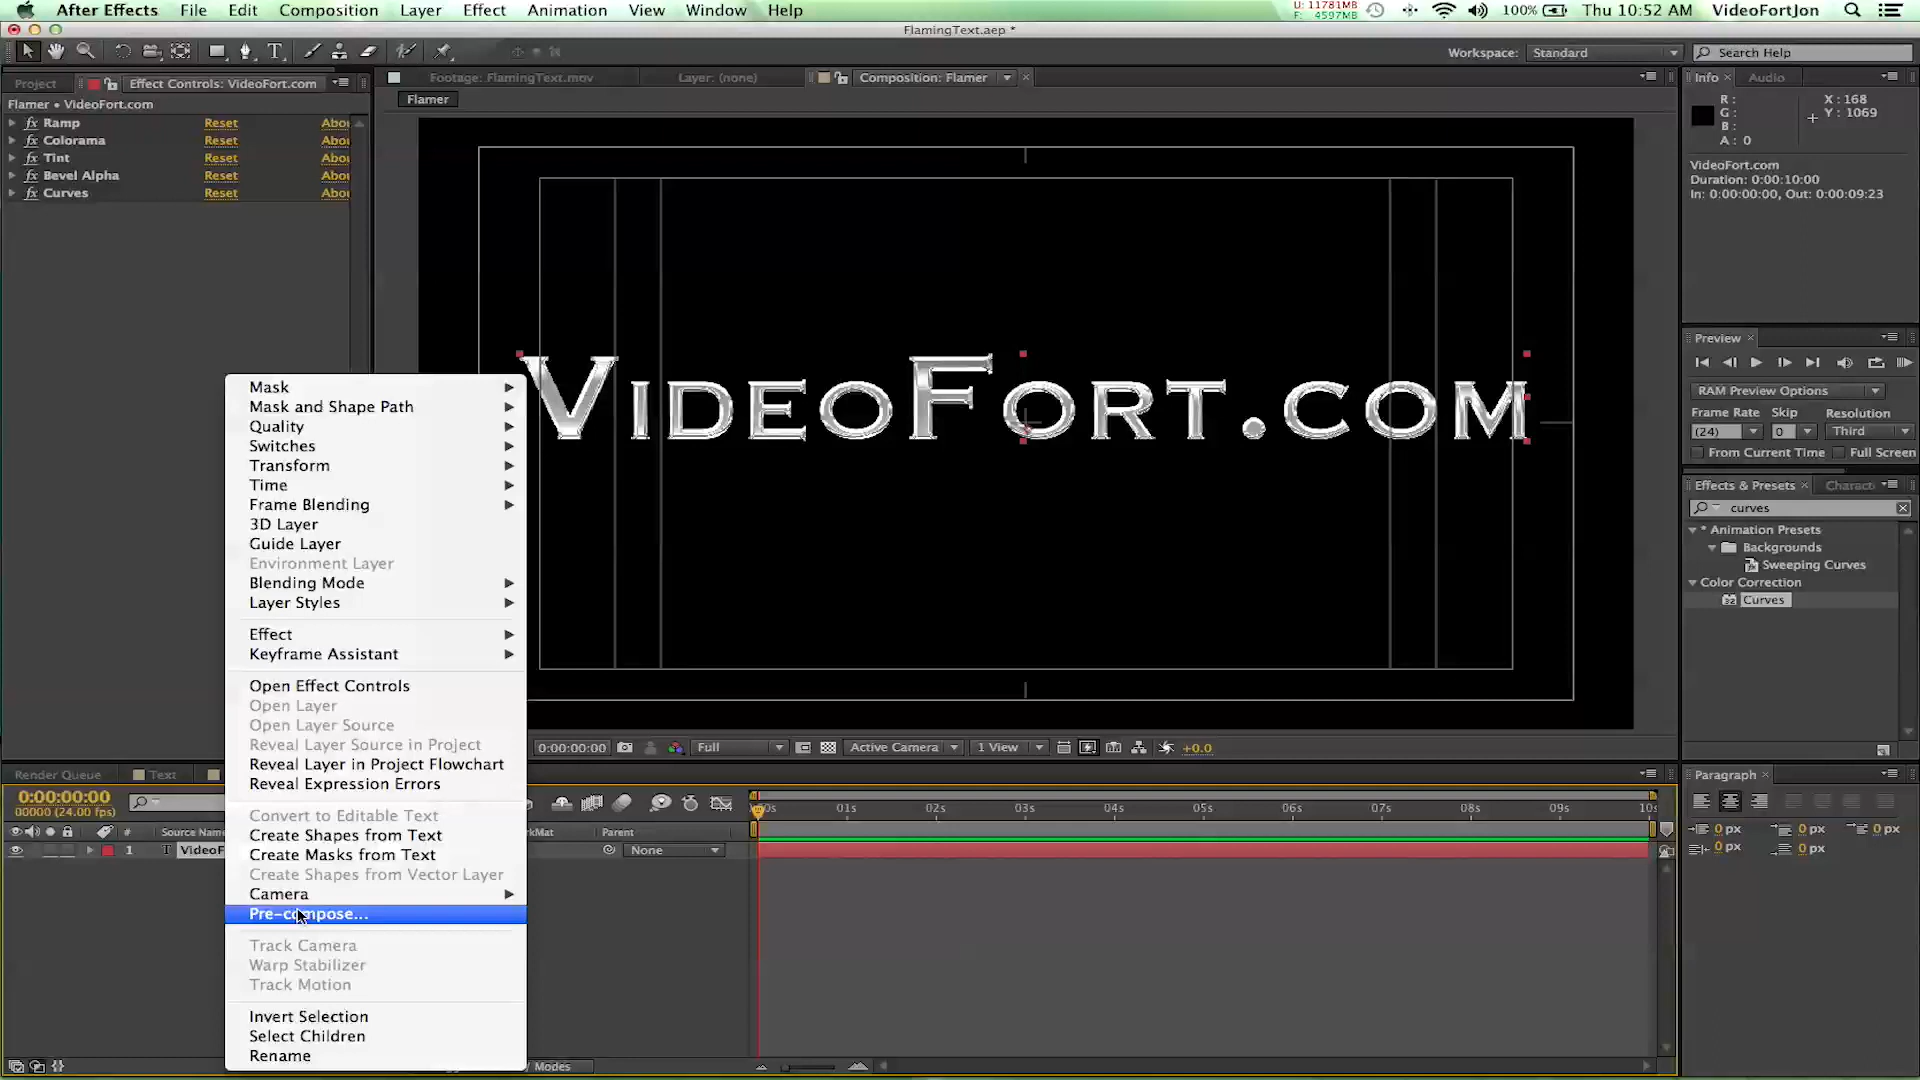 After Effects File Edit Composition Layer Effect Animation View Window Help
U: 11781MB
F: 4597MB
100% Thu 10:52 AM VideoFortJon
FlamingText.aep *
Workspace: Standard
Search Help
Project
Effect Controls: VideoFort.com
Footage: FlamingText.mov
Layer: (none)
Composition: Flamer
Info Audio
Flamer • VideoFort.com
Flamer
R:
G:
B:
A: 0
X: 168
Y: 1069
fx Ramp Reset Abou
fx Colorama Reset Abou
fx Tint Reset Abou
fx Bevel Alpha Reset Abou
fx Curves Reset Abou
VideoFort.com
Duration: 0:00:10:00
In: 0:00:00:00, Out: 0:00:09:23
VideoFort.com
Preview
RAM Preview Options
Frame Rate Skip Resolution
(24) 0 Third
From Current Time Full Screen
Effects & Presets Charact
curves
* Animation Presets
Backgrounds
Sweeping Curves
Color Correction
Curves
Mask
Mask and Shape Path
Quality
Switches
Transform
Time
Frame Blending
3D Layer
Guide Layer
Environment Layer
Blending Mode
Layer Styles
Effect
Keyframe Assistant
Open Effect Controls
Open Layer
Open Layer Source
Reveal Layer Source in Project
Reveal Layer in Project Flowchart
Reveal Expression Errors
Convert to Editable Text
Create Shapes from Text
Create Masks from Text
Create Shapes from Vector Layer
Camera
Pre-compose...
Track Camera
Warp Stabilizer
Track Motion
Invert Selection
Select Children
Rename
0:00:00:00 Full Active Camera 1 View +0.0
Render Queue Text
0:00:00:00
00000 (24.00 fps)
# Source Name
rkMat Parent
1 T VideoF
None
01s 02s 03s 04s 05s 06s 07s 08s 09s 10s
Modes
Paragraph
0 px 0 px 0 px
0 px 0 px